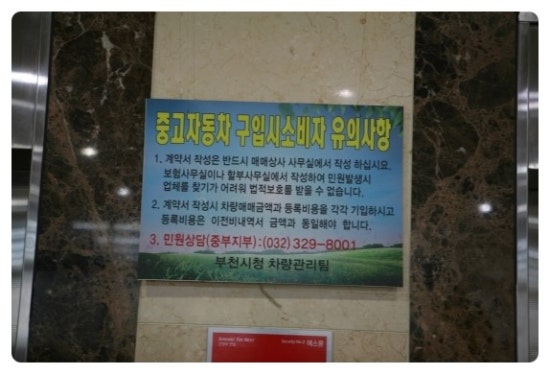 중고자동차 구입시소비자 유의사항
1. 계약서 작성은 반드시 매매상사 사무실에서 작성 하십시요.
보험사무실이나 할부사무실에서 작성하여 민원발생시
업체를 찾기가 어려워 법적보호를 받을 수 없습니다.
2. 계약서 작성시 차량매매금액과 등록비용을 각각 기입하시고
등록비용은 이전비내역서 금액과 동일해야 합니다.
3. 민원상담(중부지부):(032) 329-8001
부천시청 차량관리팀